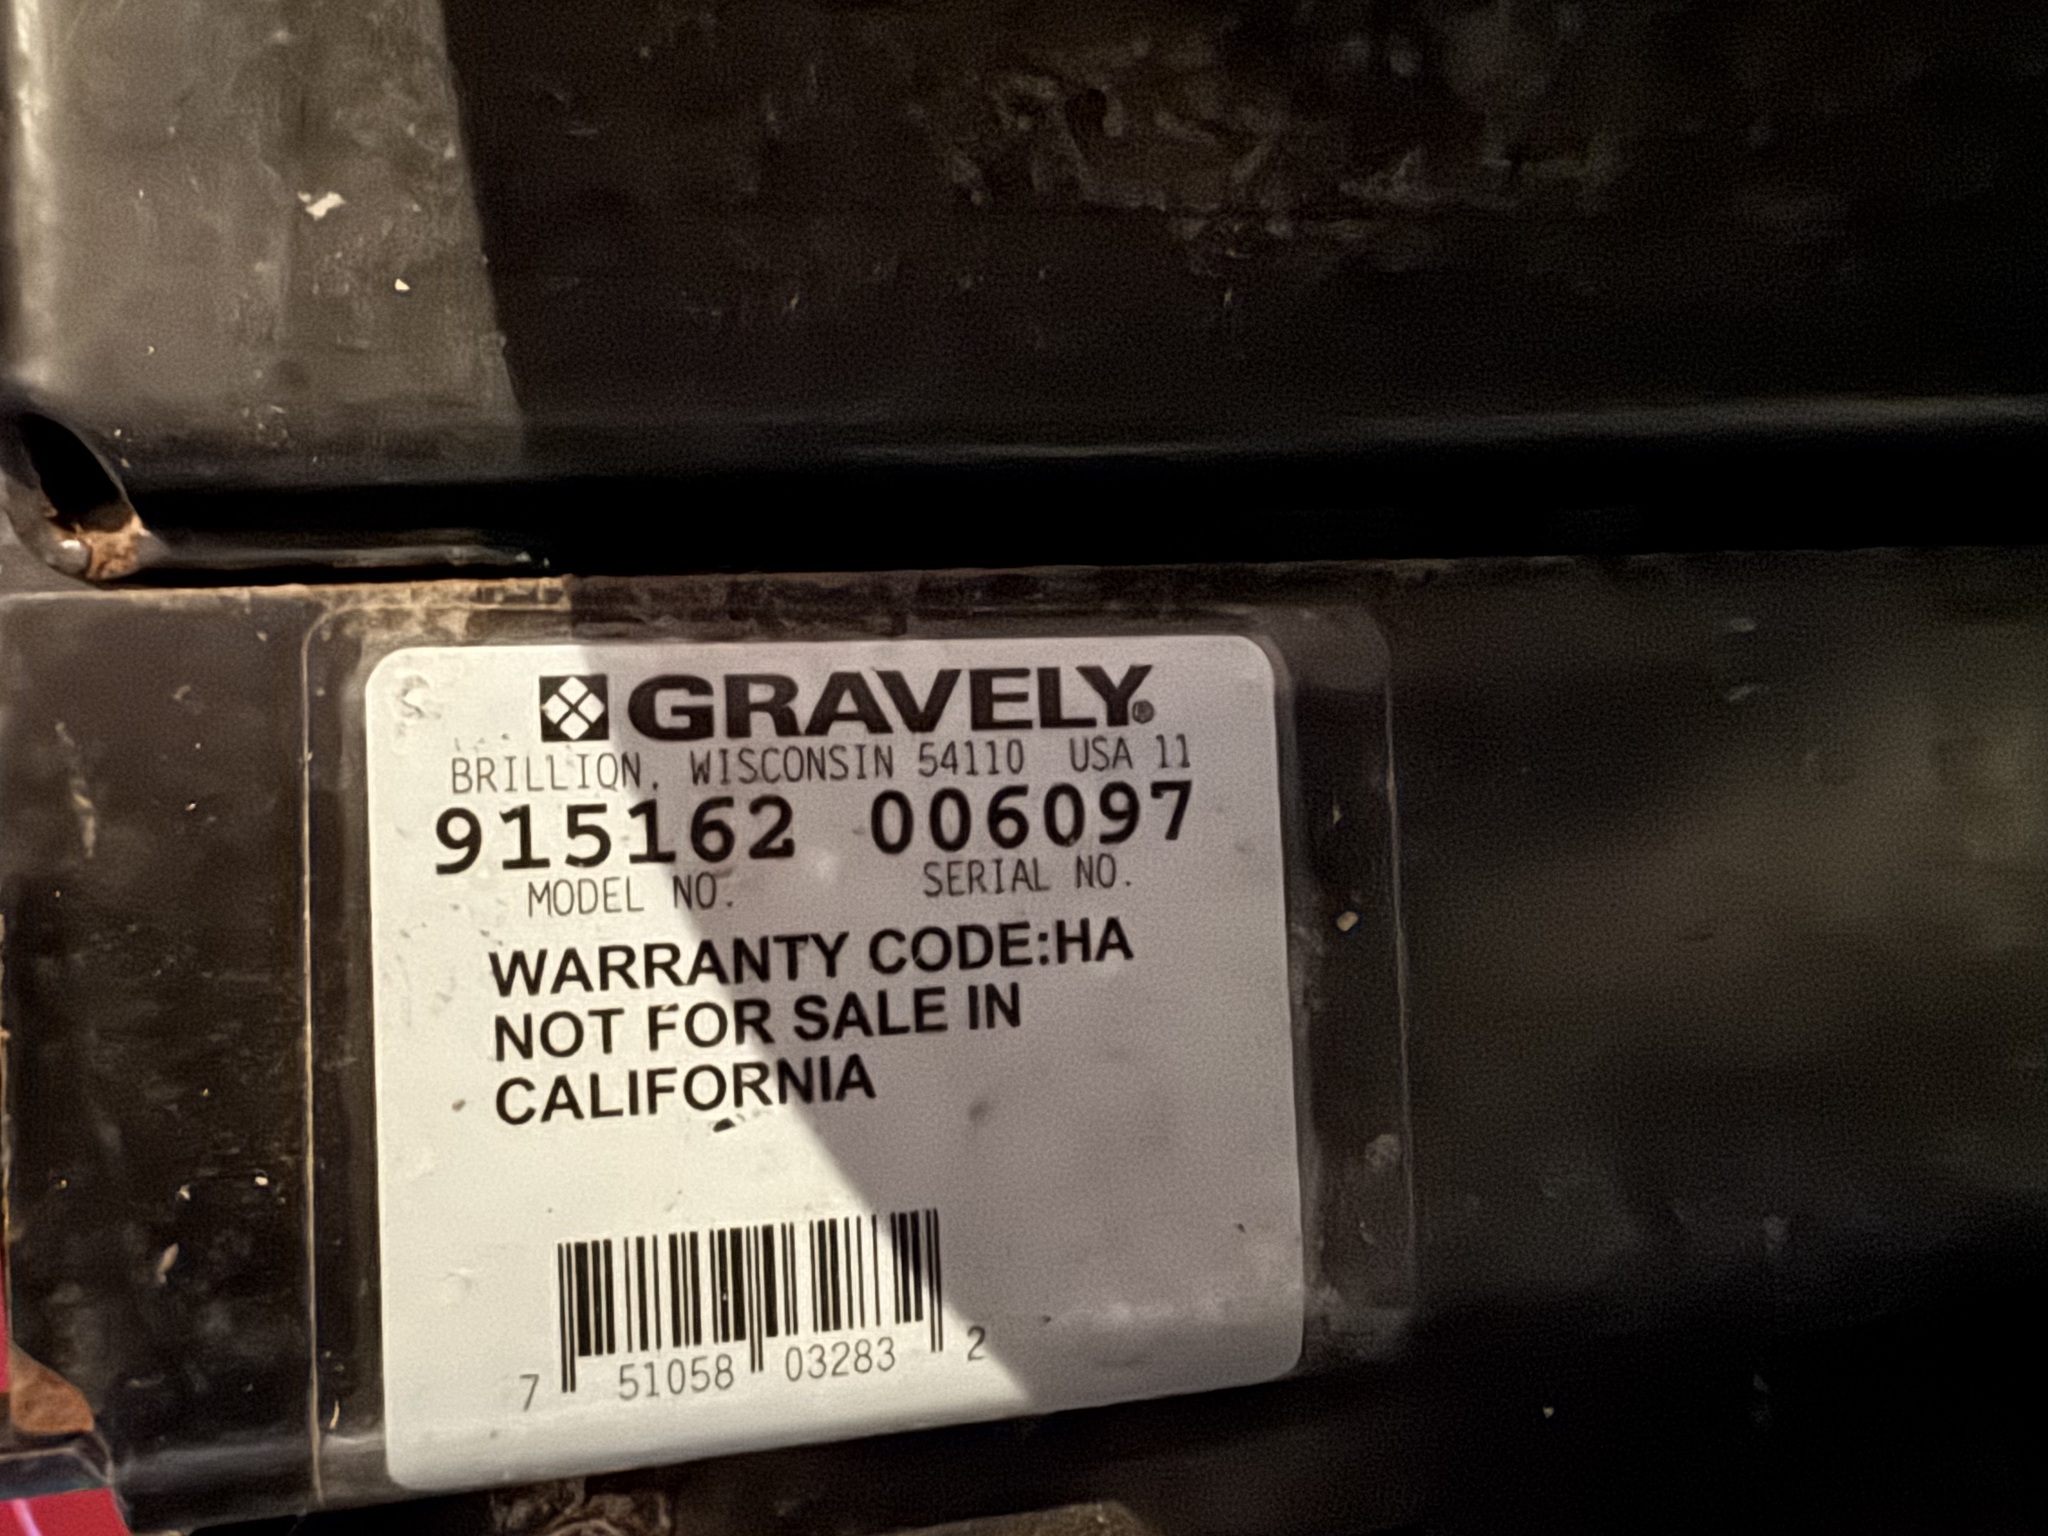 GRAVELY®
BRILLION, WISCONSIN 54110 USA 11
915162 006097
MODEL NO. SERIAL NO.
WARRANTY CODE:HA
NOT FOR SALE IN
CALIFORNIA
7 51058 03283 2